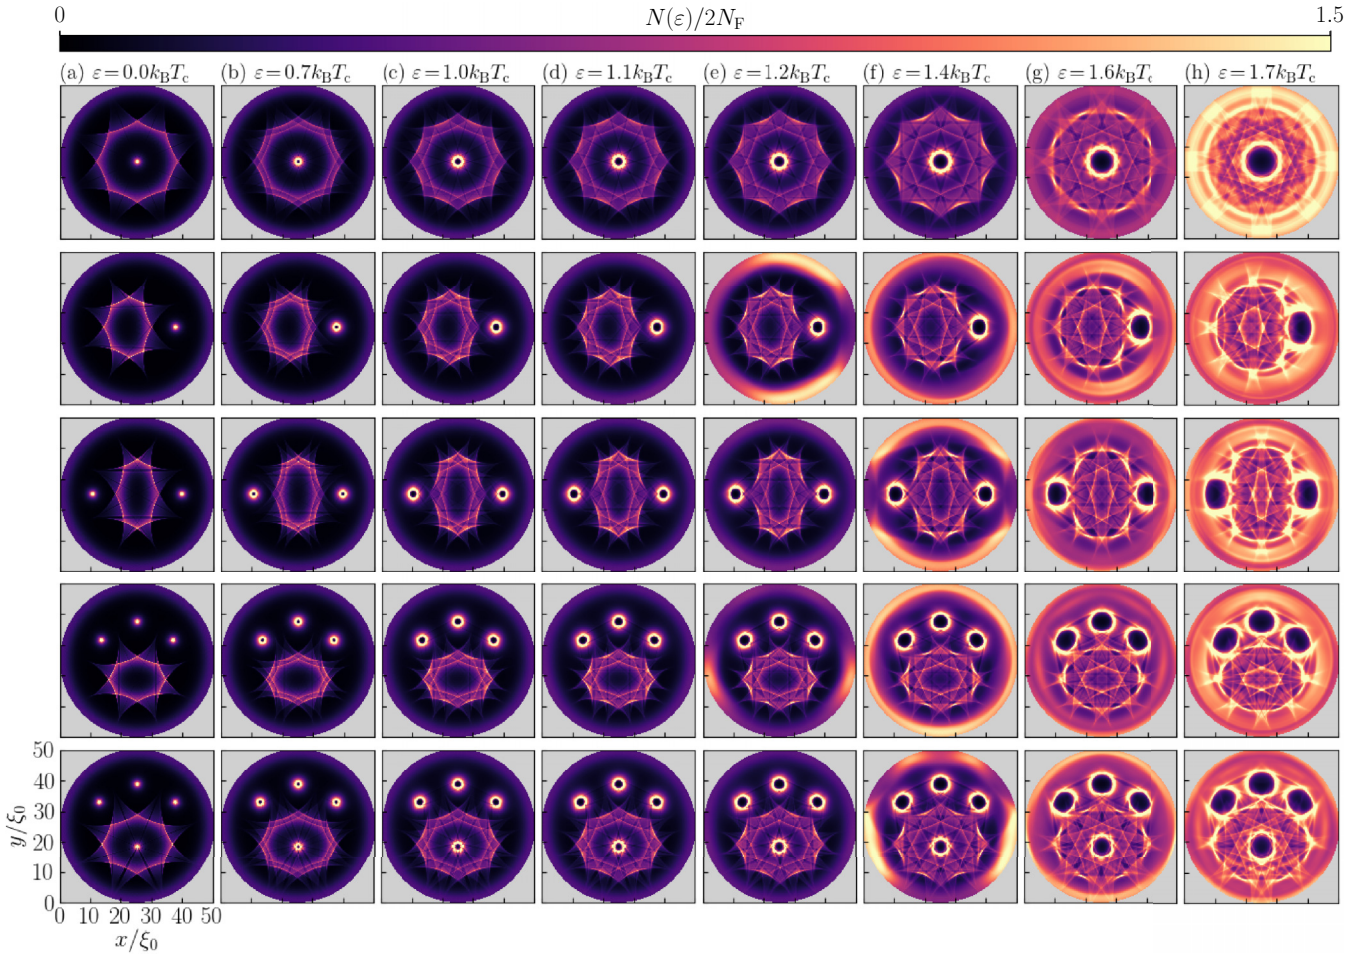 0 N(ε)/2N_F 1.5
(a) ε=0.0k_BT_c (b) ε=0.7k_BT_c (c) ε=1.0k_BT_c (d) ε=1.1k_BT_c (e) ε=1.2k_BT_c (f) ε=1.4k_BT_c (g) ε=1.6k_BT_c (h) ε=1.7k_BT_c
50
40
30
20
10
0
y/ξ_0
0 10 20 30 40 50
x/ξ_0